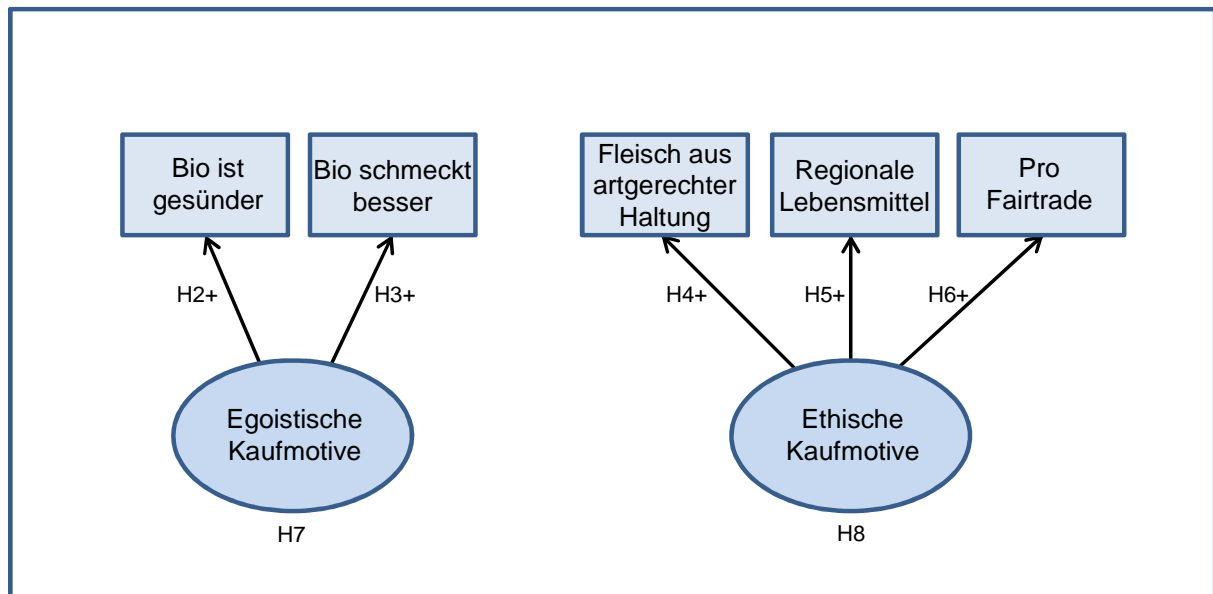 Bio ist
gesünder
Bio schmeckt
besser
Fleisch aus
artgerechter
Haltung
Regionale
Lebensmittel
Pro
Fairtrade
H2+
H3+
H4+
H5+
H6+
Egoistische
Kaufmotive
Ethische
Kaufmotive
H7
H8